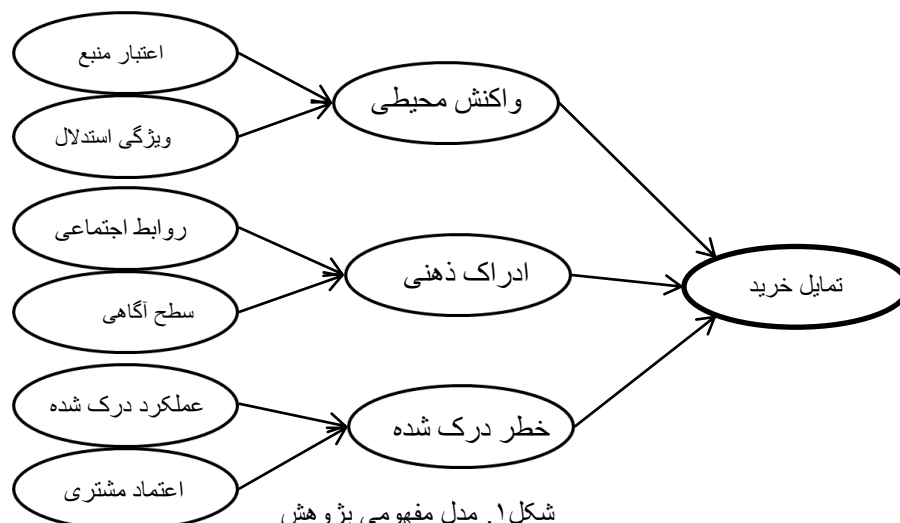 اعتبار منبع
ویژگی استدلال
روابط اجتماعی
سطح آگاهی
عملکرد درک شده
اعتماد مشتری
واکنش محیطی
ادراک ذهنی
خطر درک شده
تمایل خرید
شکل۱. مدل مفهومی پژوهش